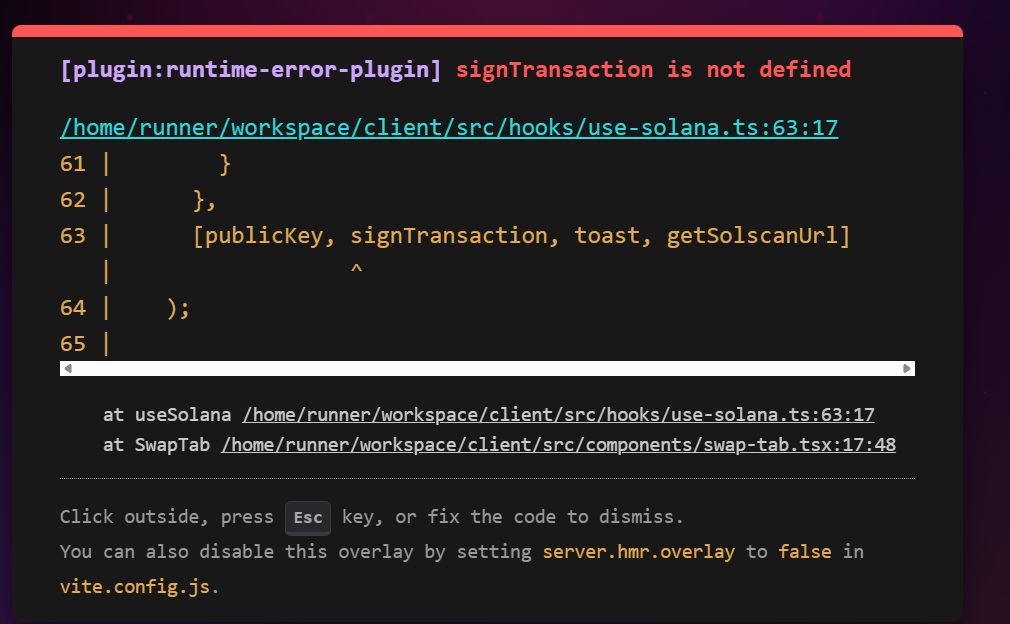 [plugin:runtime-error-plugin] signTransaction is not defined
/home/runner/workspace/client/src/hooks/use-solana.ts:63:17
61 |        }
62 |      },
63 |      [publicKey, signTransaction, toast, getSolscanUrl]
   |                  ^
64 |    );
65 |
at useSolana /home/runner/workspace/client/src/hooks/use-solana.ts:63:17
at SwapTab /home/runner/workspace/client/src/components/swap-tab.tsx:17:48
Click outside, press Esc key, or fix the code to dismiss.
You can also disable this overlay by setting server.hmr.overlay to false in
vite.config.js.